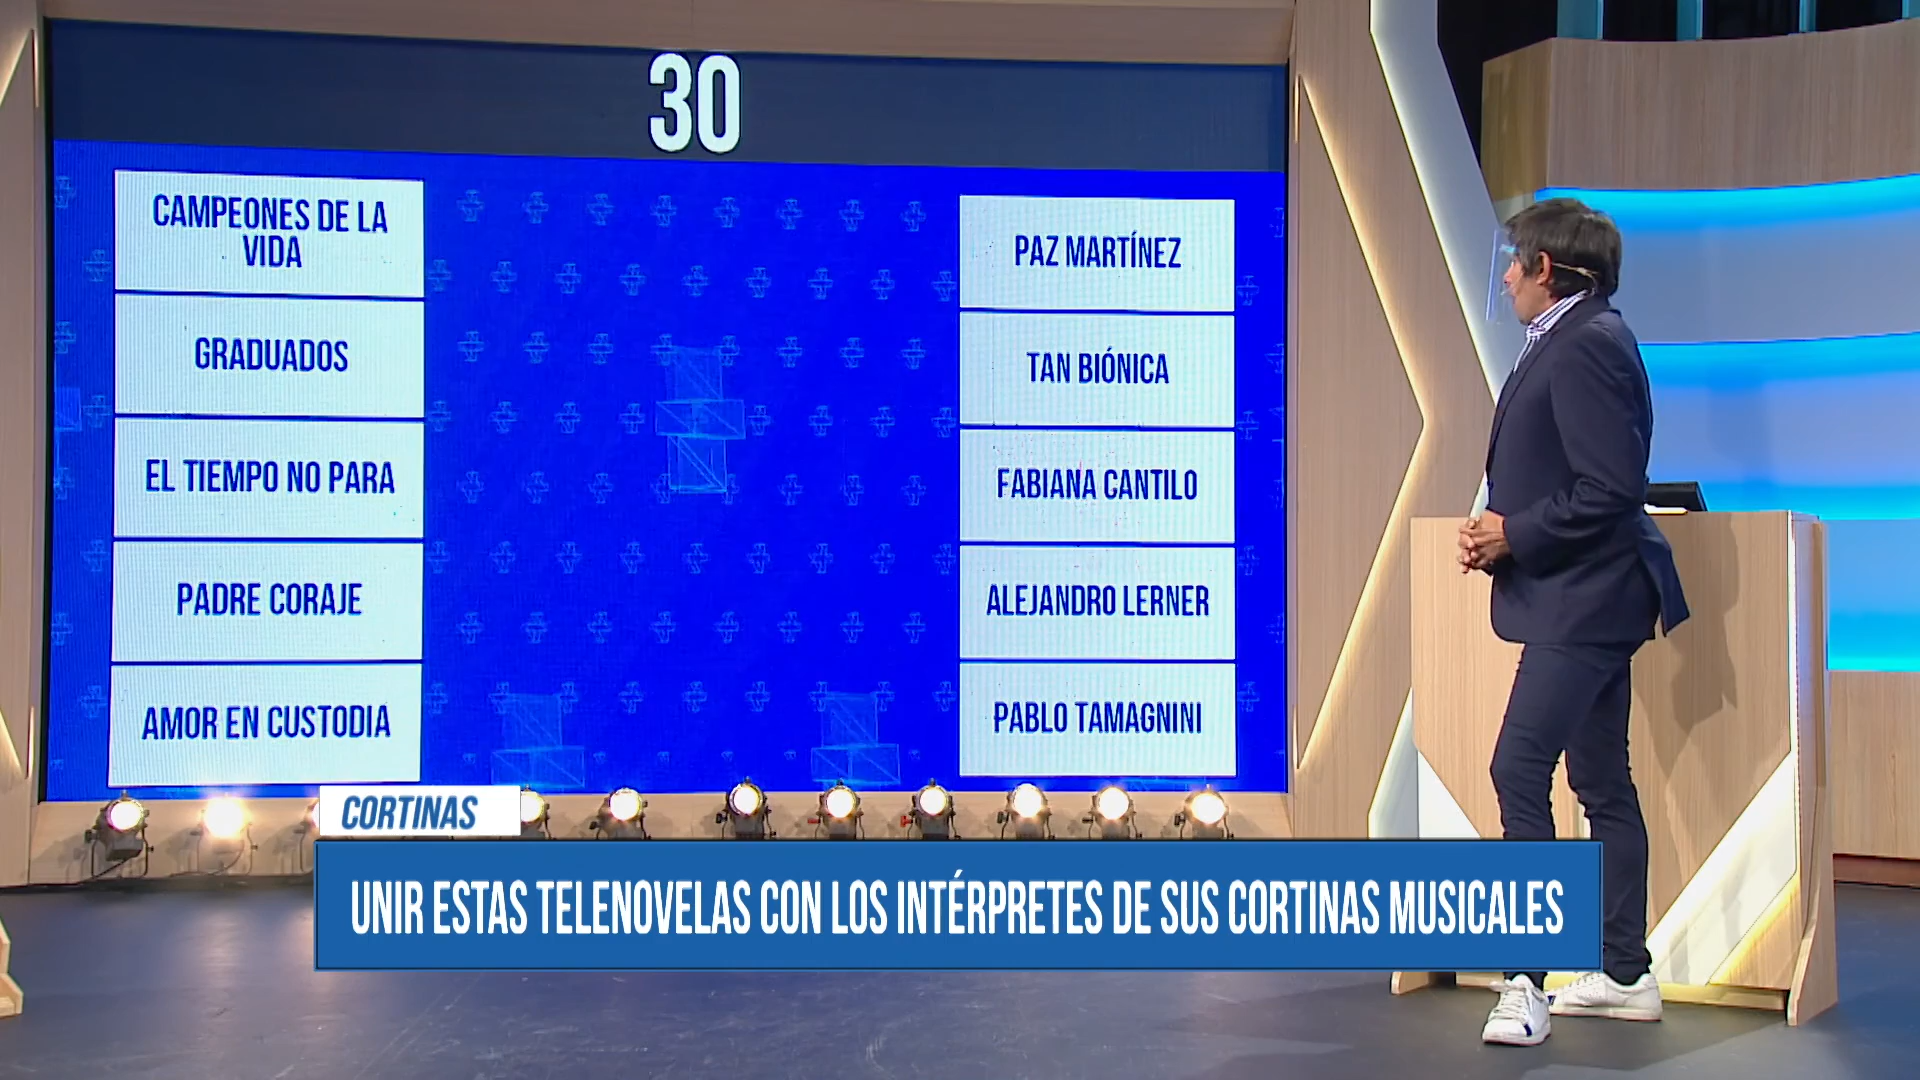 30
CAMPEONES DE LA
VIDA
GRADUADOS
EL TIEMPO NO PARA
PADRE CORAJE
AMOR EN CUSTODIA
PAZ MARTÍNEZ
TAN BIÓNICA
FABIANA CANTILO
ALEJANDRO LERNER
PABLO TAMAGNINI
CORTINAS
UNIR ESTAS TELENOVELAS CON LOS INTÉRPRETES DE SUS CORTINAS MUSICALES